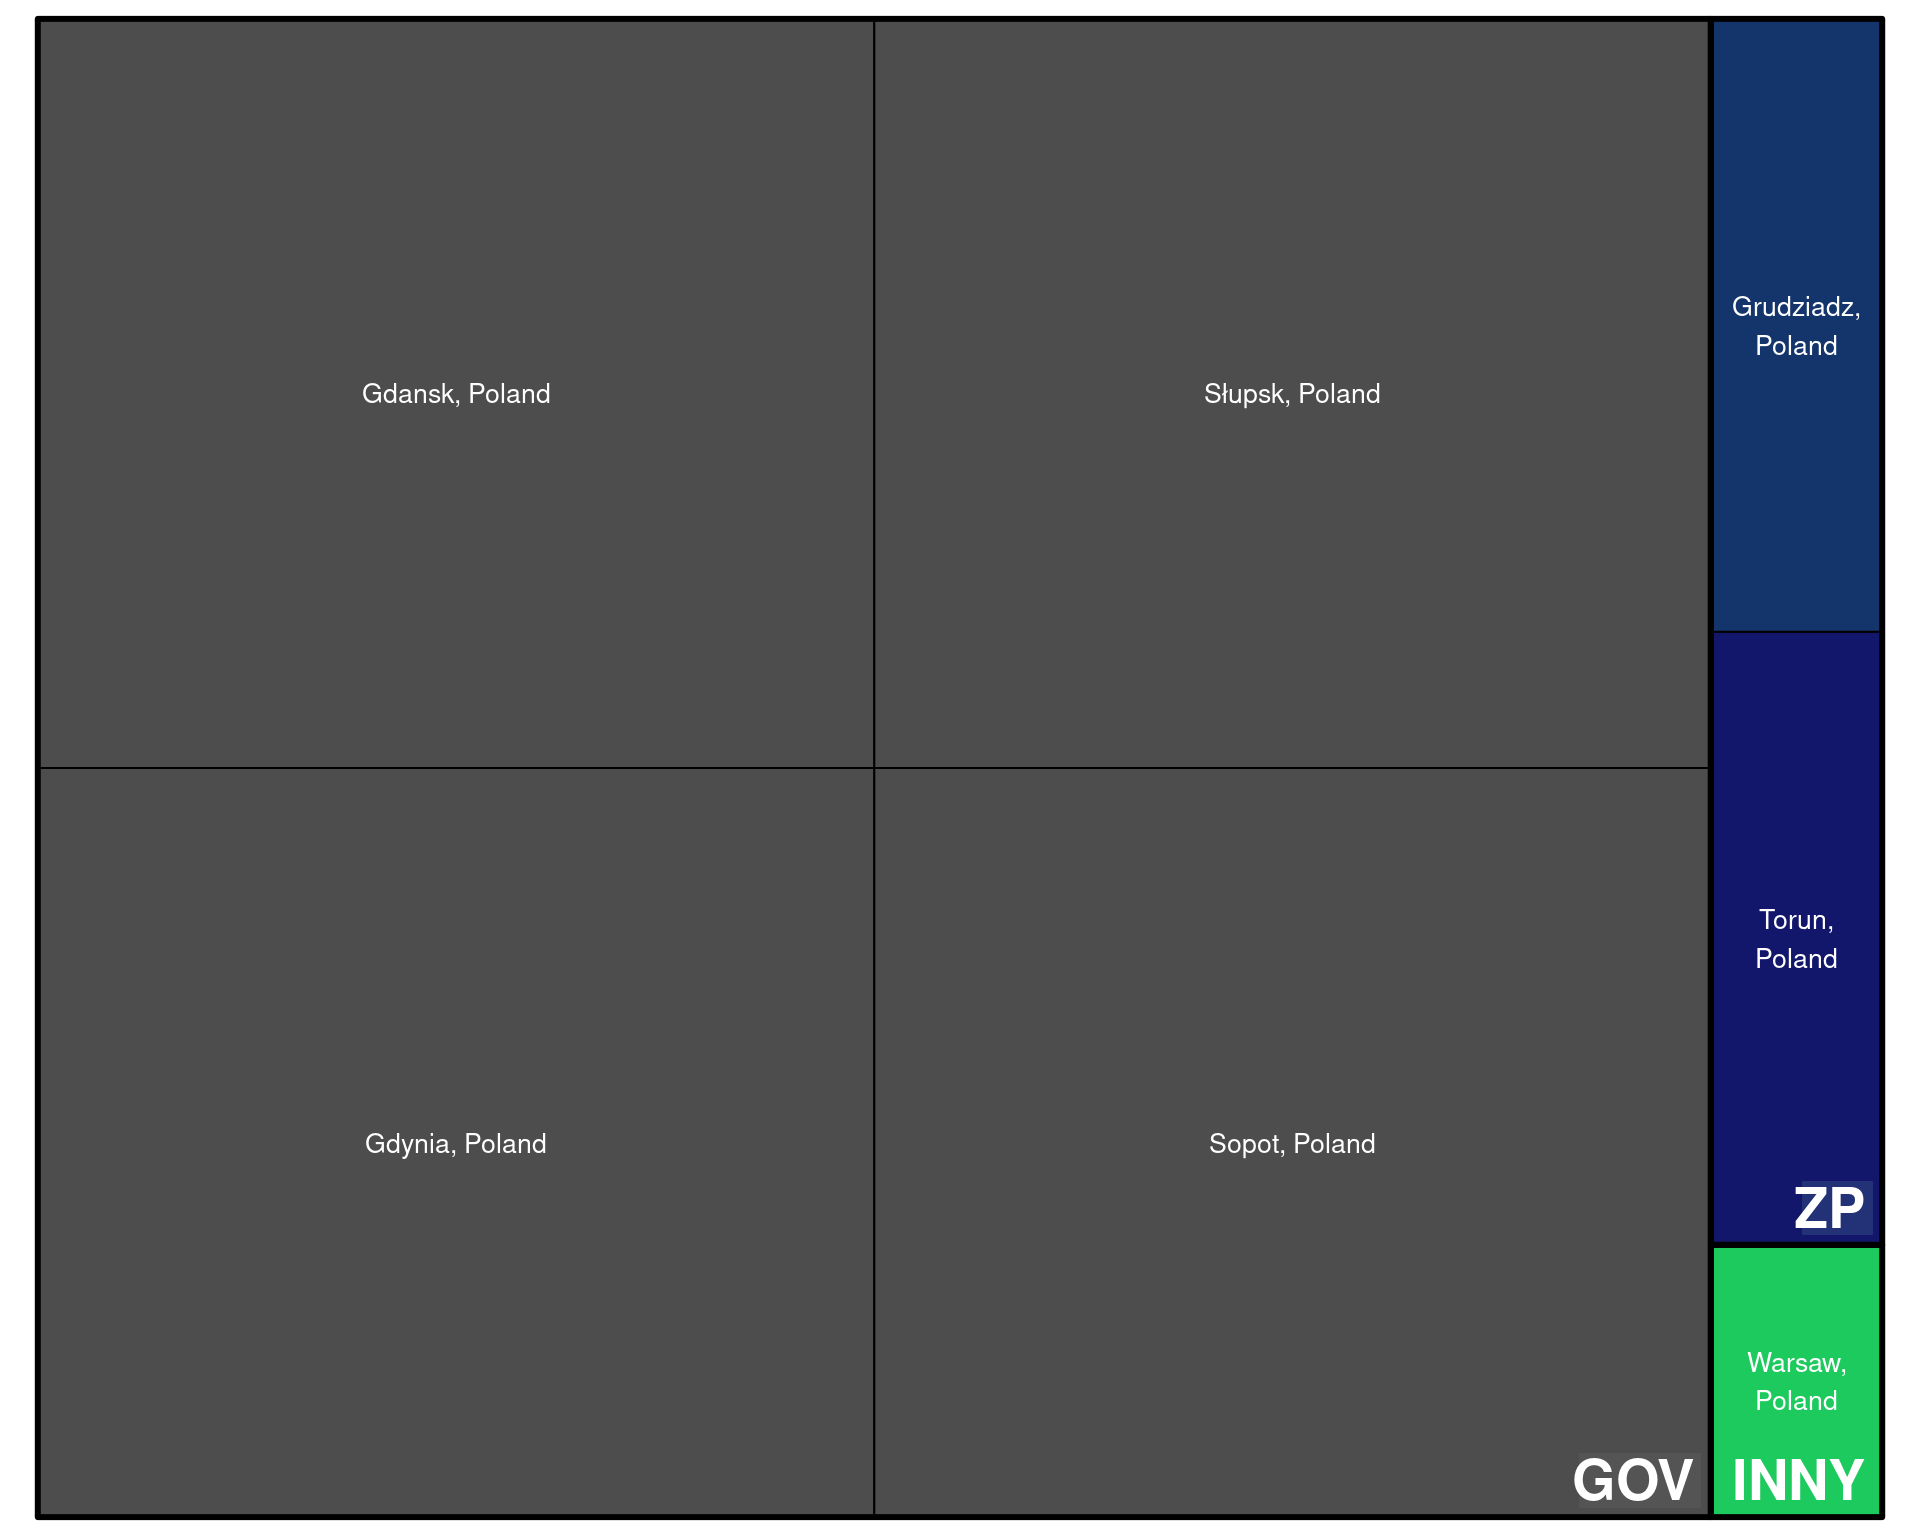 Gdansk, Poland
Słupsk, Poland
Grudziadz,
Poland
Torun,
Poland
ZP
Gdynia, Poland
Sopot, Poland
GOV
Warsaw,
Poland
INNY